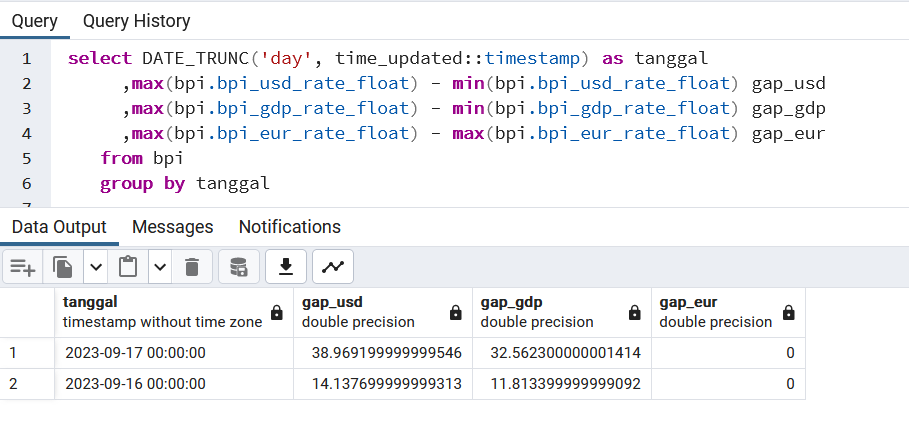 Query Query History
1 select DATE_TRUNC('day', time_updated::timestamp) as tanggal
2 ,max(bpi.bpi_usd_rate_float) - min(bpi.bpi_usd_rate_float) gap_usd
3 ,max(bpi.bpi_gdp_rate_float) - min(bpi.bpi_gdp_rate_float) gap_gdp
4 ,max(bpi.bpi_eur_rate_float) - max(bpi.bpi_eur_rate_float) gap_eur
5 from bpi
6 group by tanggal
Data Output Messages Notifications
tanggal gap_usd gap_gdp gap_eur
timestamp without time zone double precision double precision double precision
1 2023-09-17 00:00:00 38.969199999999546 32.562300000001414 0
2 2023-09-16 00:00:00 14.137699999999313 11.813399999999092 0